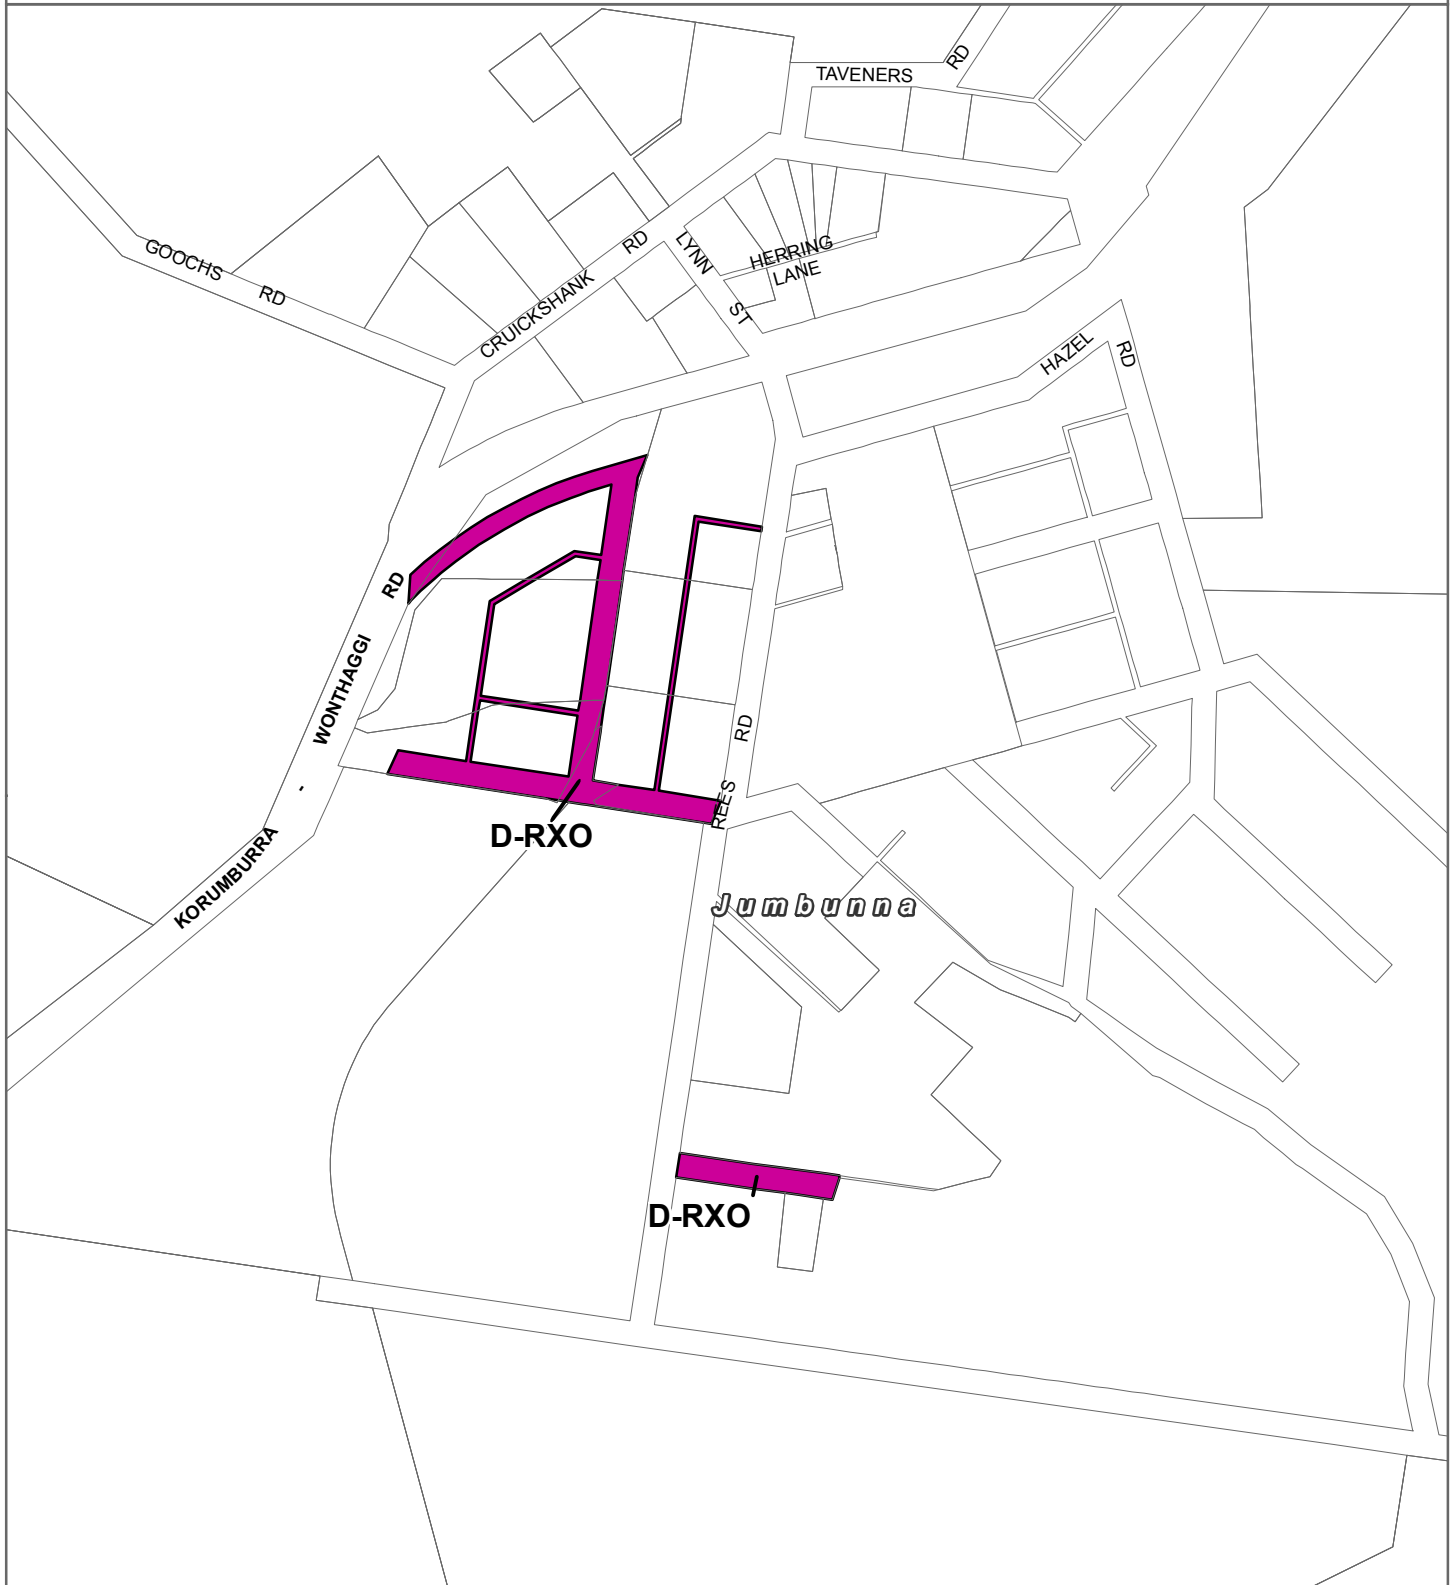 TAVENERS
RD
GOOCHS
RD
CRUICKSHANK
RD
LYNN
ST
HERRING
LANE
HAZEL
RD
KORUMBURRA
-
WONTHAGGI
RD
REES
RD
D-RXO
Jumbunna
D-RXO